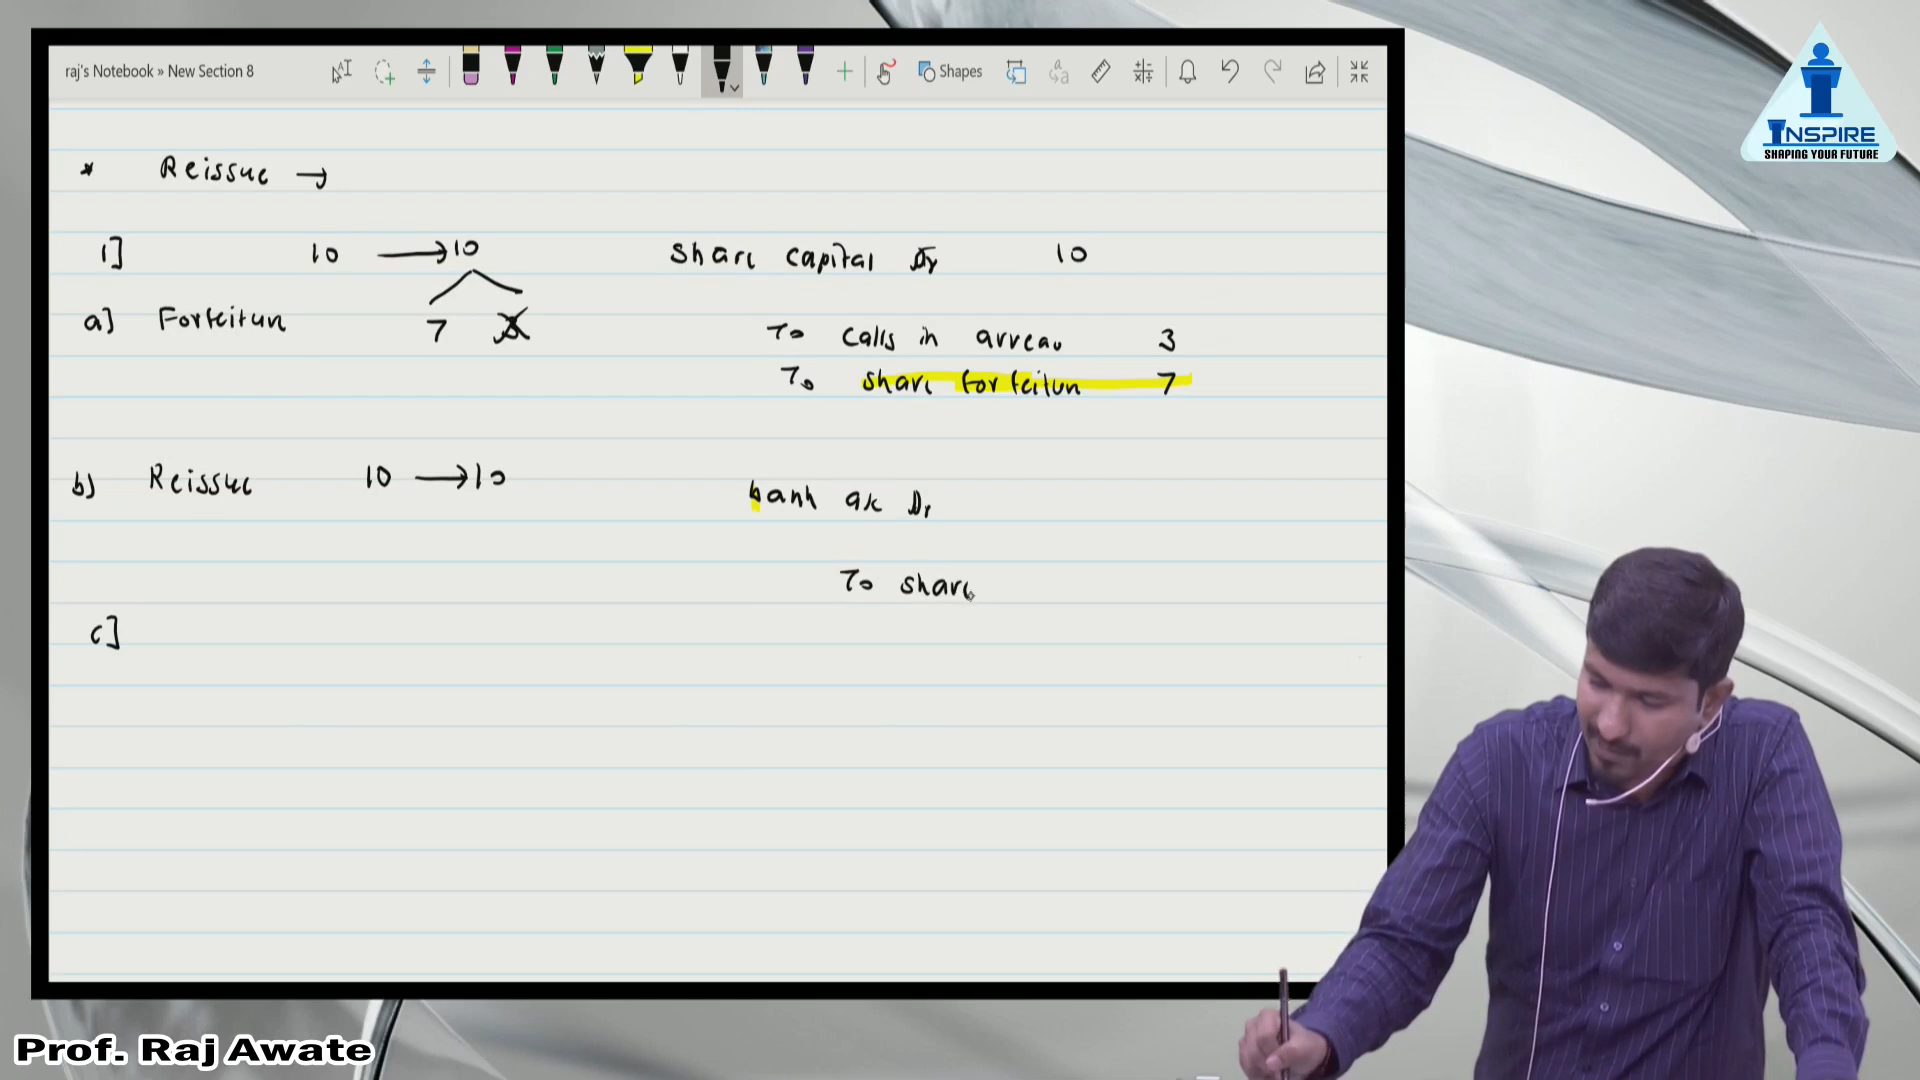 raj's Notebook » New Section 8
Shapes
INSPIRE
SHAPING YOUR FUTURE
* Reissue →
1] 10 → 10 Share capital Dr 10
a] Forfeiture 7 To calls in arrear 3
To share forfeiture 7
b) Reissue 10 → 10 bank a/c Dr
To share
c]
Prof. Raj Awate